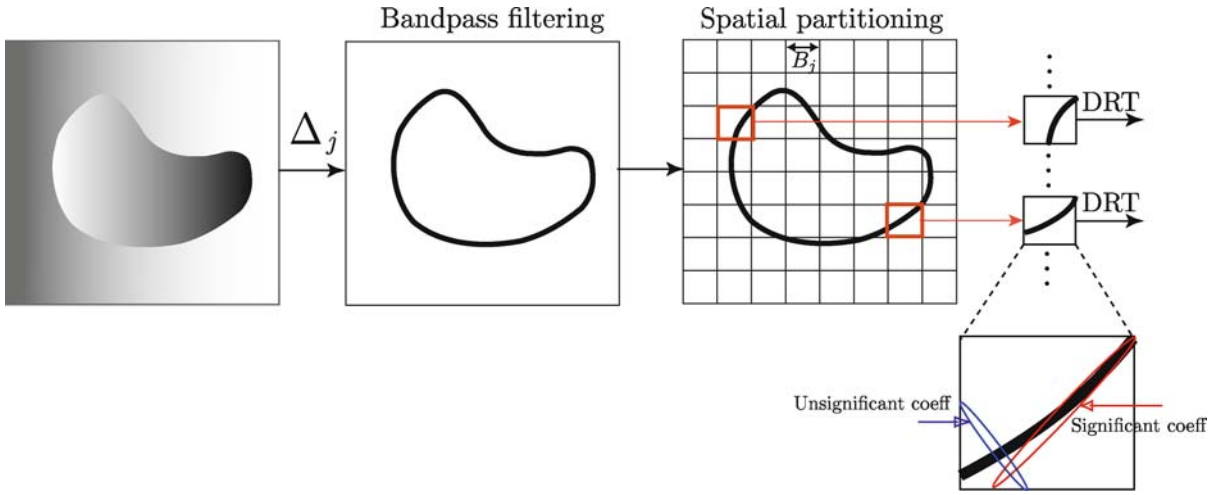 Bandpass filtering
Spatial partitioning
Δj
Bj
DRT
DRT
Unsignificant coeff
Significant coeff